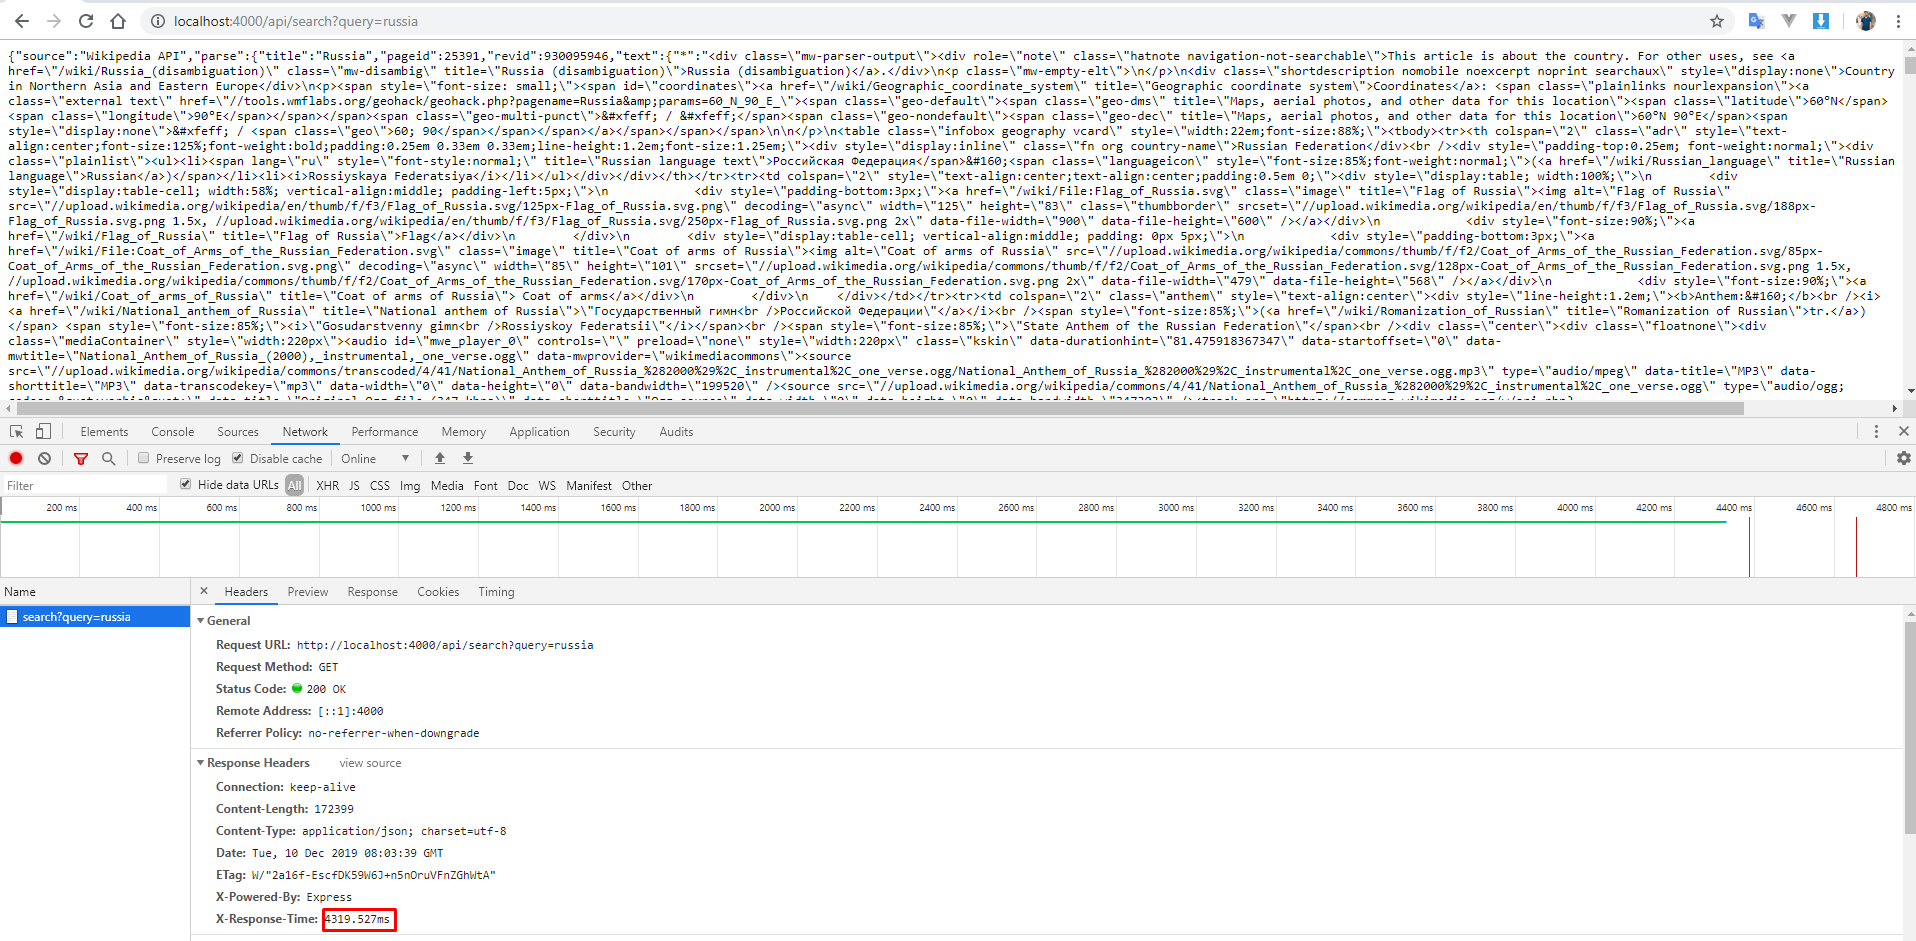 localhost:4000/api/search?query=russia
{"source":"Wikipedia API","parse":{"title":"Russia","pageid":25391,"revid":930095946,"text":{"*":"<div class=\"mw-parser-output\"><div role=\"note\" class=\"hatnote navigation-not-searchable\">This article is about the country. For other uses, see <a
href=\"/wiki/Russia_(disambiguation)\" class=\"mw-disambig\" title=\"Russia (disambiguation)\">Russia (disambiguation)</a>.</div>\n<p class=\"mw-empty-elt\">\n</p>\n<div class=\"shortdescription nomobile noexcerpt noprint searchaux\" style=\"display:none\">Country
in Northern Asia and Eastern Europe</div>\n<p><span style=\"font-size: small;\"><span id=\"coordinates\"><a href=\"/wiki/Geographic_coordinate_system\" title=\"Geographic coordinate system\">Coordinates</a>: <span class=\"plainlinks nourlexpansion\"><a
class=\"external text\" href=\"//tools.wmflabs.org/geohack/geohack.php?pagename=Russia&amp;params=60_N_90_E_\"><span class=\"geo-default\"><span class=\"geo-dms\" title=\"Maps, aerial photos, and other data for this location\"><span class=\"latitude\">60°N</span>
<span class=\"longitude\">90°E</span></span></span><span class=\"geo-multi-punct\">&#xfeff; / &#xfeff;</span><span class=\"geo-nondefault\"><span class=\"geo-dec\" title=\"Maps, aerial photos, and other data for this location\">60°N 90°E</span><span
style=\"display:none\">&#xfeff; / <span class=\"geo\">60; 90</span></span></span></a></span></span></span>\n\n</p>\n<table class=\"infobox geography vcard\" style=\"width:22em;font-size:88%;\"><tbody><tr><th colspan=\"2\" class=\"adr\" style=\"text-
align:center;font-size:125%;font-weight:bold;padding:0.25em 0.33em 0.33em;line-height:1.2em;font-size:1.25em;\"><div style=\"display:inline\" class=\"fn org country-name\">Russian Federation</div><br /><div style=\"padding-top:0.25em; font-weight:normal;\"><div
class=\"plainlist\"><ul><li><span lang=\"ru\" style=\"font-style:normal;\" title=\"Russian language text\">Российская Федерация</span>&#160;<span class=\"languageicon\" style=\"font-size:85%;font-weight:normal;\">(<a href=\"/wiki/Russian_language\" title=\"Russian
language\">Russian</a>)</span></li><li><i>Rossiyskaya Federatsiya</i></li></ul></div></div></th></tr><tr><td colspan=\"2\" style=\"text-align:center;text-align:center;padding:0.5em 0;\"><div style=\"display:table; width:100%;\">\n <div
style=\"display:table-cell; width:58%; vertical-align:middle; padding-left:5px;\">\n <div style=\"padding-bottom:3px;\"><a href=\"/wiki/File:Flag_of_Russia.svg\" class=\"image\" title=\"Flag of Russia\"><img alt=\"Flag of Russia\"
src=\"//upload.wikimedia.org/wikipedia/en/thumb/f/f3/Flag_of_Russia.svg/125px-Flag_of_Russia.svg.png\" decoding=\"async\" width=\"125\" height=\"83\" class=\"thumbborder\" srcset=\"//upload.wikimedia.org/wikipedia/en/thumb/f/f3/Flag_of_Russia.svg/188px-
Flag_of_Russia.svg.png 1.5x, //upload.wikimedia.org/wikipedia/en/thumb/f/f3/Flag_of_Russia.svg/250px-Flag_of_Russia.svg.png 2x\" data-file-width=\"900\" data-file-height=\"600\" /></a></div>\n <div style=\"font-size:90%;\"><a
href=\"/wiki/Flag_of_Russia\" title=\"Flag of Russia\">Flag</a></div>\n </div>\n <div style=\"display:table-cell; vertical-align:middle; padding: 0px 5px;\">\n <div style=\"padding-bottom:3px;\"><a
href=\"/wiki/File:Coat_of_Arms_of_the_Russian_Federation.svg\" class=\"image\" title=\"Coat of arms of Russia\"><img alt=\"Coat of arms of Russia\" src=\"//upload.wikimedia.org/wikipedia/commons/thumb/f/f2/Coat_of_Arms_of_the_Russian_Federation.svg/85px-
Coat_of_Arms_of_the_Russian_Federation.svg.png\" decoding=\"async\" width=\"85\" height=\"101\" srcset=\"//upload.wikimedia.org/wikipedia/commons/thumb/f/f2/Coat_of_Arms_of_the_Russian_Federation.svg/128px-Coat_of_Arms_of_the_Russian_Federation.svg.png 1.5x,
//upload.wikimedia.org/wikipedia/commons/thumb/f/f2/Coat_of_Arms_of_the_Russian_Federation.svg/170px-Coat_of_Arms_of_the_Russian_Federation.svg.png 2x\" data-file-width=\"479\" data-file-height=\"568\" /></a></div>\n <div style=\"font-size:90%;\"><a
href=\"/wiki/Coat_of_arms_of_Russia\" title=\"Coat of arms of Russia\"> Coat of arms</a></div>\n </div>\n </div></td></tr><tr><td colspan=\"2\" class=\"anthem\" style=\"text-align:center\"><div style=\"line-height:1.2em;\"><b>Anthem:&#160;</b><br /><i>
<a href=\"/wiki/National_anthem_of_Russia\" title=\"National anthem of Russia\">\"Государственный гимн<br />Российской Федерации\"</a></i><br /><span style=\"font-size:85%;\">(<a href=\"/wiki/Romanization_of_Russian\" title=\"Romanization of Russian\">tr.</a>)
</span> <span style=\"font-size:85%;\"><i>\"Gosudarstvenny gimn<br />Rossiyskoy Federatsii\"</i></span><br /><span style=\"font-size:85%;\">\"State Anthem of the Russian Federation\"</span><br /><div class=\"center\"><div class=\"floatnone\"><div
class=\"mediaContainer\" style=\"width:220px\"><audio id=\"mwe_player_0\" controls=\"\" preload=\"none\" style=\"width:220px\" class=\"kskin\" data-durationhint=\"81.475918367347\" data-startoffset=\"0\" data-
mwtitle=\"National_Anthem_of_Russia_(2000),_instrumental,_one_verse.ogg\" data-mwprovider=\"wikimediacommons\"><source
src=\"//upload.wikimedia.org/wikipedia/commons/transcoded/4/41/National_Anthem_of_Russia_%282000%29%2C_instrumental%2C_one_verse.ogg/National_Anthem_of_Russia_%282000%29%2C_instrumental%2C_one_verse.ogg.mp3\" type=\"audio/mpeg\" data-title=\"MP3\" data-
shorttitle=\"MP3\" data-transcodekey=\"mp3\" data-width=\"0\" data-height=\"0\" data-bandwidth=\"199520\" /><source src=\"//upload.wikimedia.org/wikipedia/commons/4/41/National_Anthem_of_Russia_%282000%29%2C_instrumental%2C_one_verse.ogg\" type=\"audio/ogg;
Elements Console Sources Network Performance Memory Application Security Audits
Preserve log Disable cache Online
Filter Hide data URLs All XHR JS CSS Img Media Font Doc WS Manifest Other
200 ms 400 ms 600 ms 800 ms 1000 ms 1200 ms 1400 ms 1600 ms 1800 ms 2000 ms 2200 ms 2400 ms 2600 ms 2800 ms 3000 ms 3200 ms 3400 ms 3600 ms 3800 ms 4000 ms 4200 ms 4400 ms 4600 ms 4800 ms
Name Headers Preview Response Cookies Timing
search?query=russia
General
Request URL: http://localhost:4000/api/search?query=russia
Request Method: GET
Status Code: 200 OK
Remote Address: [::1]:4000
Referrer Policy: no-referrer-when-downgrade
Response Headers view source
Connection: keep-alive
Content-Length: 172399
Content-Type: application/json; charset=utf-8
Date: Tue, 10 Dec 2019 08:03:39 GMT
ETag: W/"2a16f-EscfDK59W6J+n5nOruVFnZGhWtA"
X-Powered-By: Express
X-Response-Time: 4319.527ms